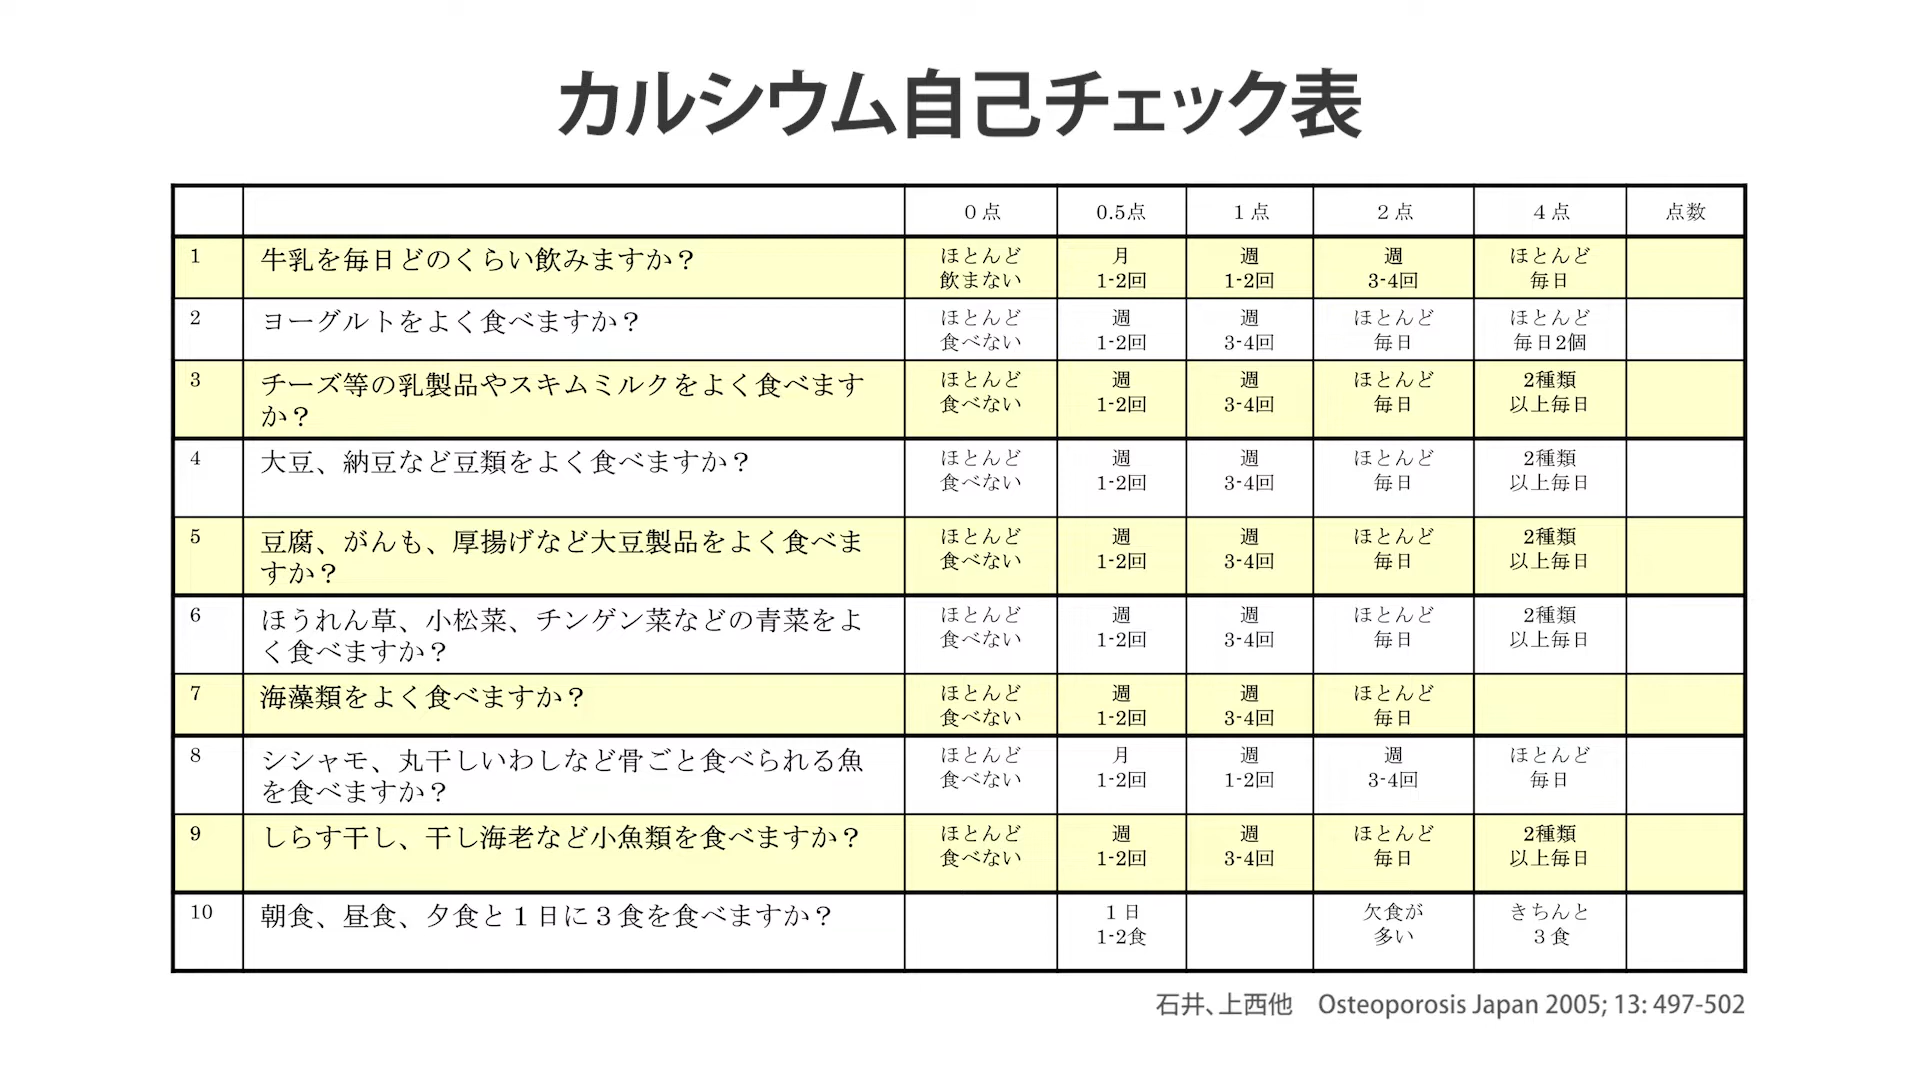 カルシウム自己チェック表
０点 0.5点 １点 ２点 ４点 点数
1 牛乳を毎日どのくらい飲みますか？ ほとんど 月 週 週 ほとんど
飲まない 1-2回 1-2回 3-4回 毎日
2 ヨーグルトをよく食べますか？ ほとんど 週 週 ほとんど ほとんど
食べない 1-2回 3-4回 毎日 毎日2個
3 チーズ等の乳製品やスキムミルクをよく食べます ほとんど 週 週 ほとんど 2種類
か？ 食べない 1-2回 3-4回 毎日 以上毎日
4 大豆、納豆など豆類をよく食べますか？ ほとんど 週 週 ほとんど 2種類
食べない 1-2回 3-4回 毎日 以上毎日
5 豆腐、がんも、厚揚げなど大豆製品をよく食べま ほとんど 週 週 ほとんど 2種類
すか？ 食べない 1-2回 3-4回 毎日 以上毎日
6 ほうれん草、小松菜、チンゲン菜などの青菜をよ ほとんど 週 週 ほとんど 2種類
く食べますか？ 食べない 1-2回 3-4回 毎日 以上毎日
7 海藻類をよく食べますか？ ほとんど 週 週 ほとんど
食べない 1-2回 3-4回 毎日
8 シシャモ、丸干しいわしなど骨ごと食べられる魚 ほとんど 月 週 週 ほとんど
を食べますか？ 食べない 1-2回 1-2回 3-4回 毎日
9 しらす干し、干し海老など小魚類を食べますか？ ほとんど 週 週 ほとんど 2種類
食べない 1-2回 3-4回 毎日 以上毎日
10 朝食、昼食、夕食と１日に３食を食べますか？ １日 欠食が きちんと
1-2食 多い ３食
石井、上西他 Osteoporosis Japan 2005; 13: 497-502